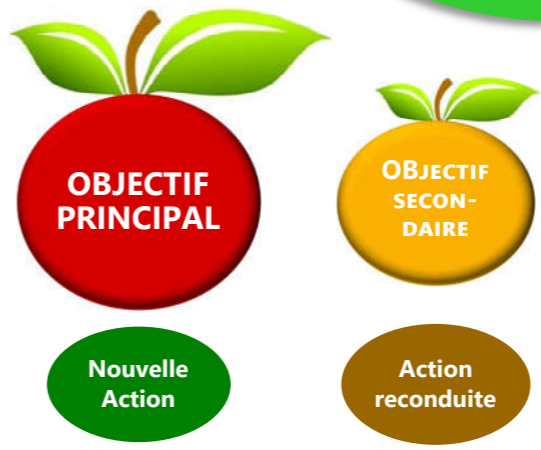 OBJECTIF
PRINCIPAL
OBJECTIF
SECON-
DAIRE
Nouvelle
Action
Action
reconduite